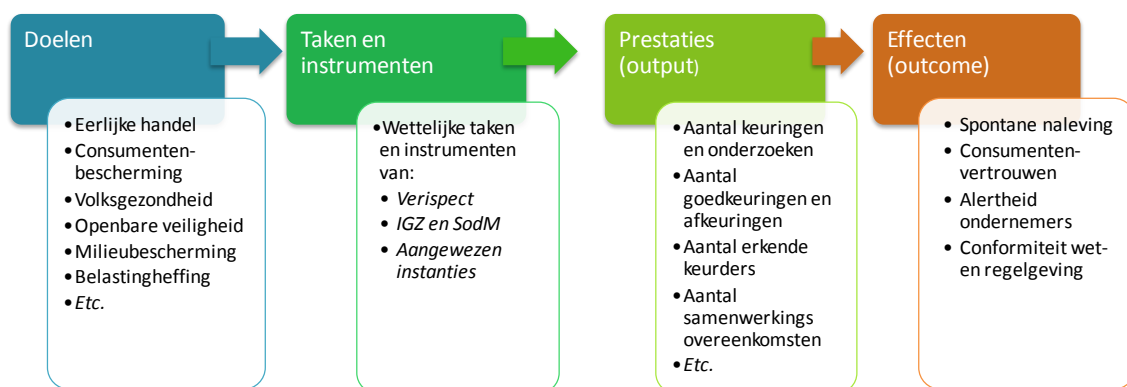 Doelen
• Eerlijke handel
• Consumenten-
bescherming
• Volksgezondheid
• Openbare veiligheid
• Milieubescherming
• Belastingheffing
• Etc.
Taken en
instrumenten
• Wettelijke taken
en instrumenten
van:
• Verispect
• IGZ en SodM
• Aangewezen
instanties
Prestaties
(output)
• Aantal keuringen
en onderzoeken
• Aantal
goedkeuringen en
afkeuringen
• Aantal erkende
keurders
• Aantal
samenwerkings
overeenkomsten
• Etc.
Effecten
(outcome)
• Spontane naleving
• Consumenten-
vertrouwen
• Alertheid
ondernemers
• Conformiteit wet-
en regelgeving